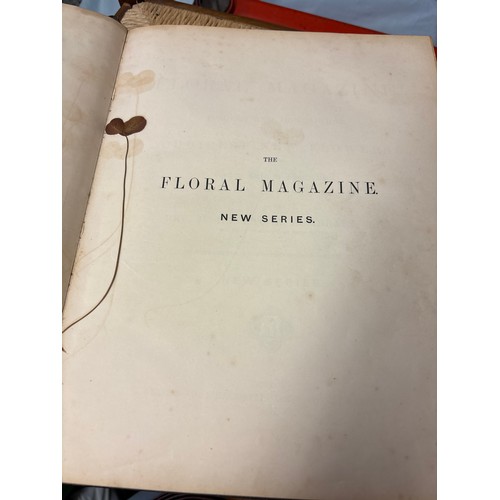 THE
FLORAL MAGAZINE.
NEW SERIES.